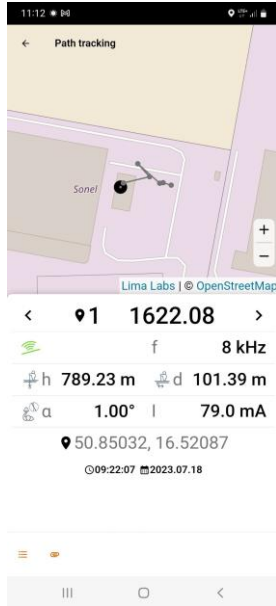 11:12
Path tracking
Sonel
+
−
Lima Labs | © OpenStreetMap
< 1 1622.08 >
f 8 kHz
h 789.23 m d 101.39 m
α 1.00° I 79.0 mA
50.85032, 16.52087
09:22:07 2023.07.18